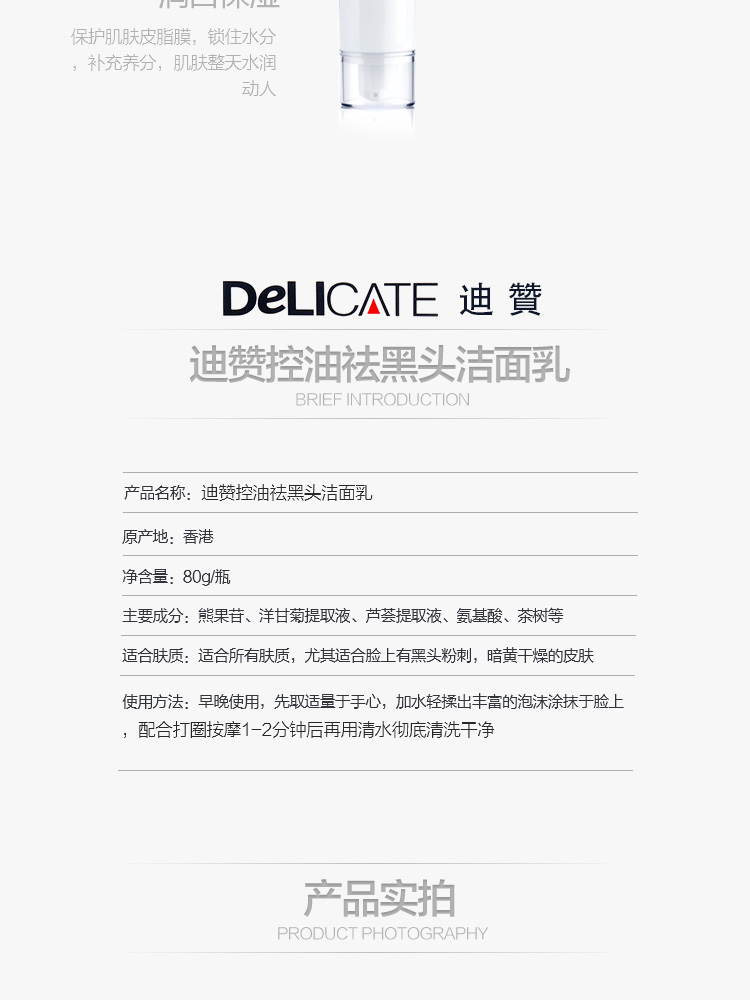 保护肌肤皮脂膜，锁住水分
，补充养分，肌肤整天水润
动人
DeLICATE 迪 贊
迪赞控油祛黑头洁面乳
BRIEF INTRODUCTION
产品名称：迪赞控油祛黑头洁面乳
原产地：香港
净含量：80g/瓶
主要成分：熊果苷、洋甘菊提取液、芦荟提取液、氨基酸、茶树等
适合肤质：适合所有肤质，尤其适合脸上有黑头粉刺，暗黄干燥的皮肤
使用方法：早晚使用，先取适量于手心，加水轻揉出丰富的泡沫涂抹于脸上
，配合打圈按摩1-2分钟后再用清水彻底清洗干净
产品实拍
PRODUCT PHOTOGRAPHY